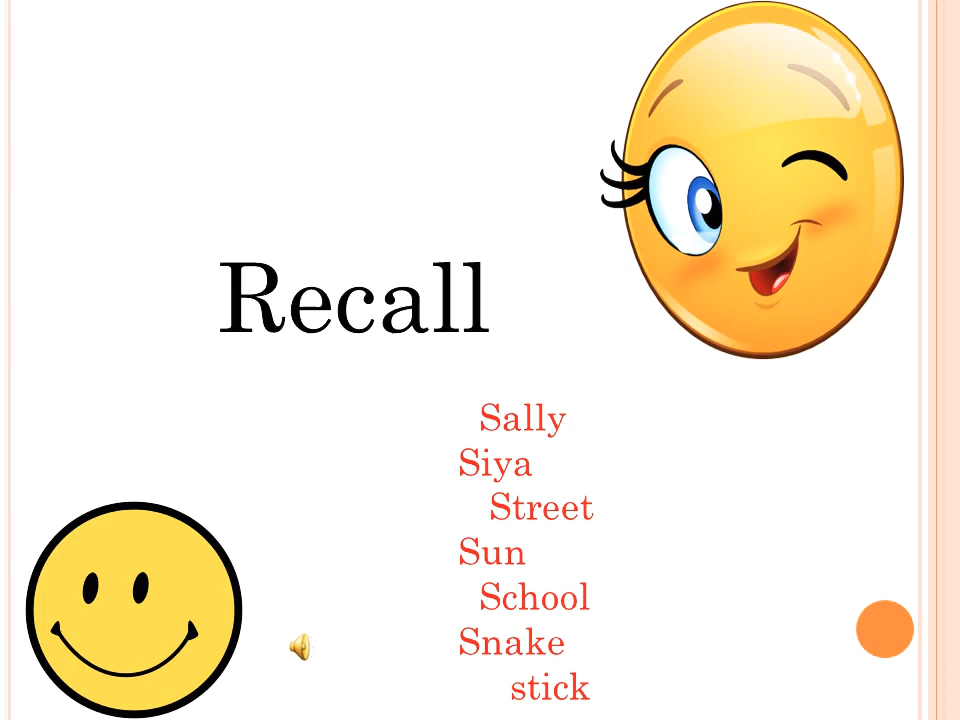 Recall
Sally
Siya
Street
Sun
School
Snake
stick